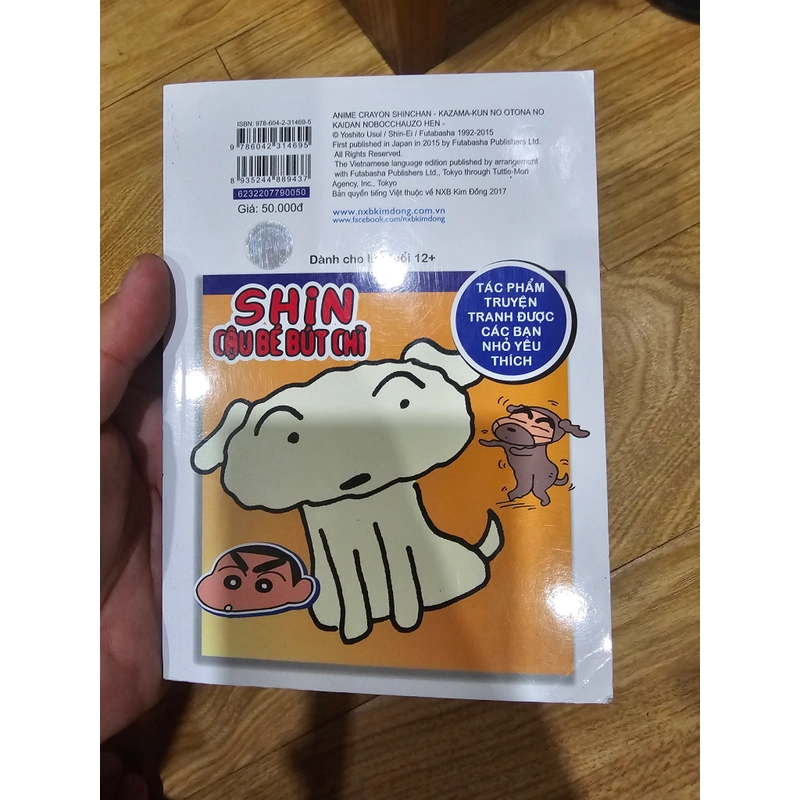 ISBN: 978-604-2-31469-5
9 786042 314695
8 935244 889437
6232207790050
Giá: 50.000đ
ANIME CRAYON SHINCHAN - KAZAMA-KUN NO OTONA NO
KAIDAN NOBOCCHAUZO HEN -
© Yoshito Usui / Shin-Ei / Futabasha 1992-2015
First published in Japan in 2015 by Futabasha Publishers Ltd.
All Rights Reserved.
The Vietnamese language edition published by arrangement
with Futabasha Publishers Ltd., Tokyo through Tuttle-Mori
Agency, Inc., Tokyo
Bản quyền tiếng Việt thuộc về NXB Kim Đồng 2017
www.nxbkimdong.com.vn
www.facebook.com/nxbkimdong
Dành cho lứa tuổi 12+
SHIN
CẬU BÉ BÚT CHÌ
TÁC PHẨM
TRUYỆN
TRANH ĐƯỢC
CÁC BẠN
NHỎ YÊU
THÍCH